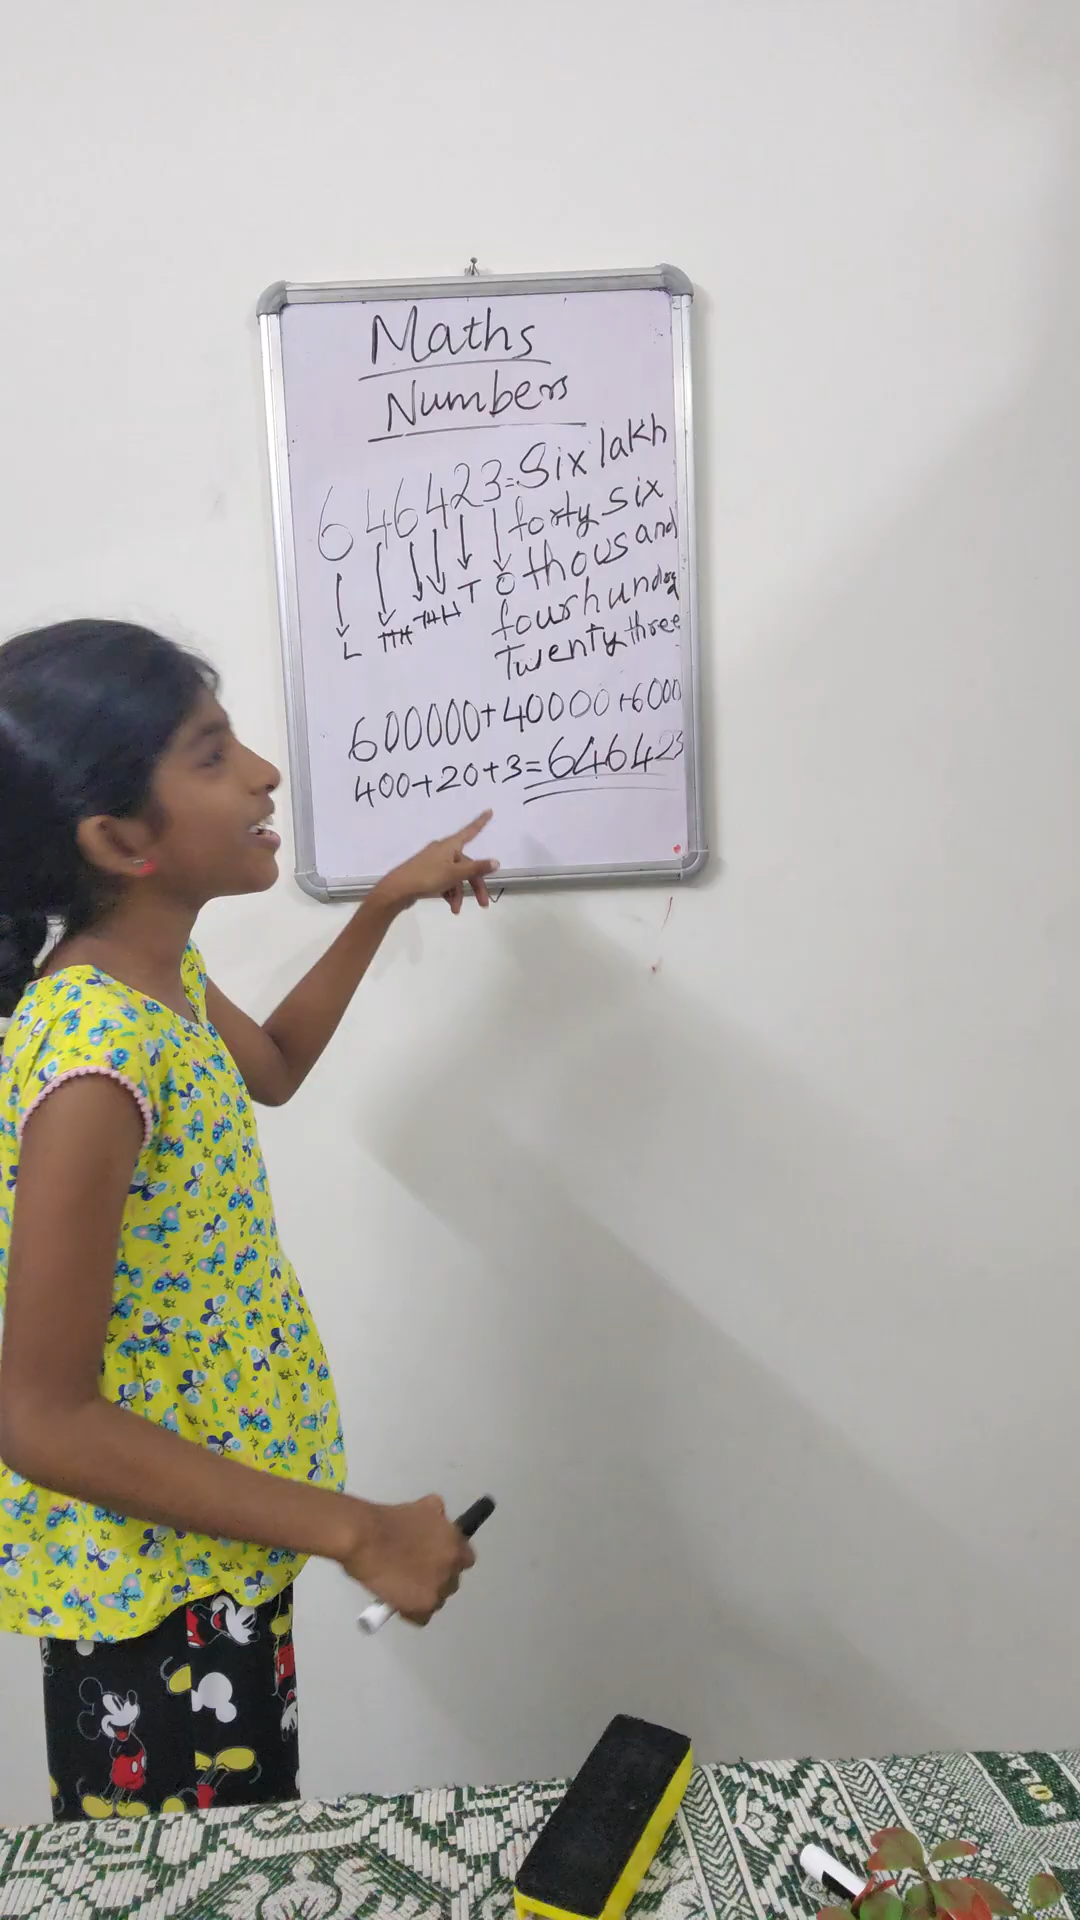 Maths
Numbers
646423=Six lakh
forty six
thousand
L TTH TH H T O
four hundred
Twenty three
600000+40000+6000
400+20+3=646423